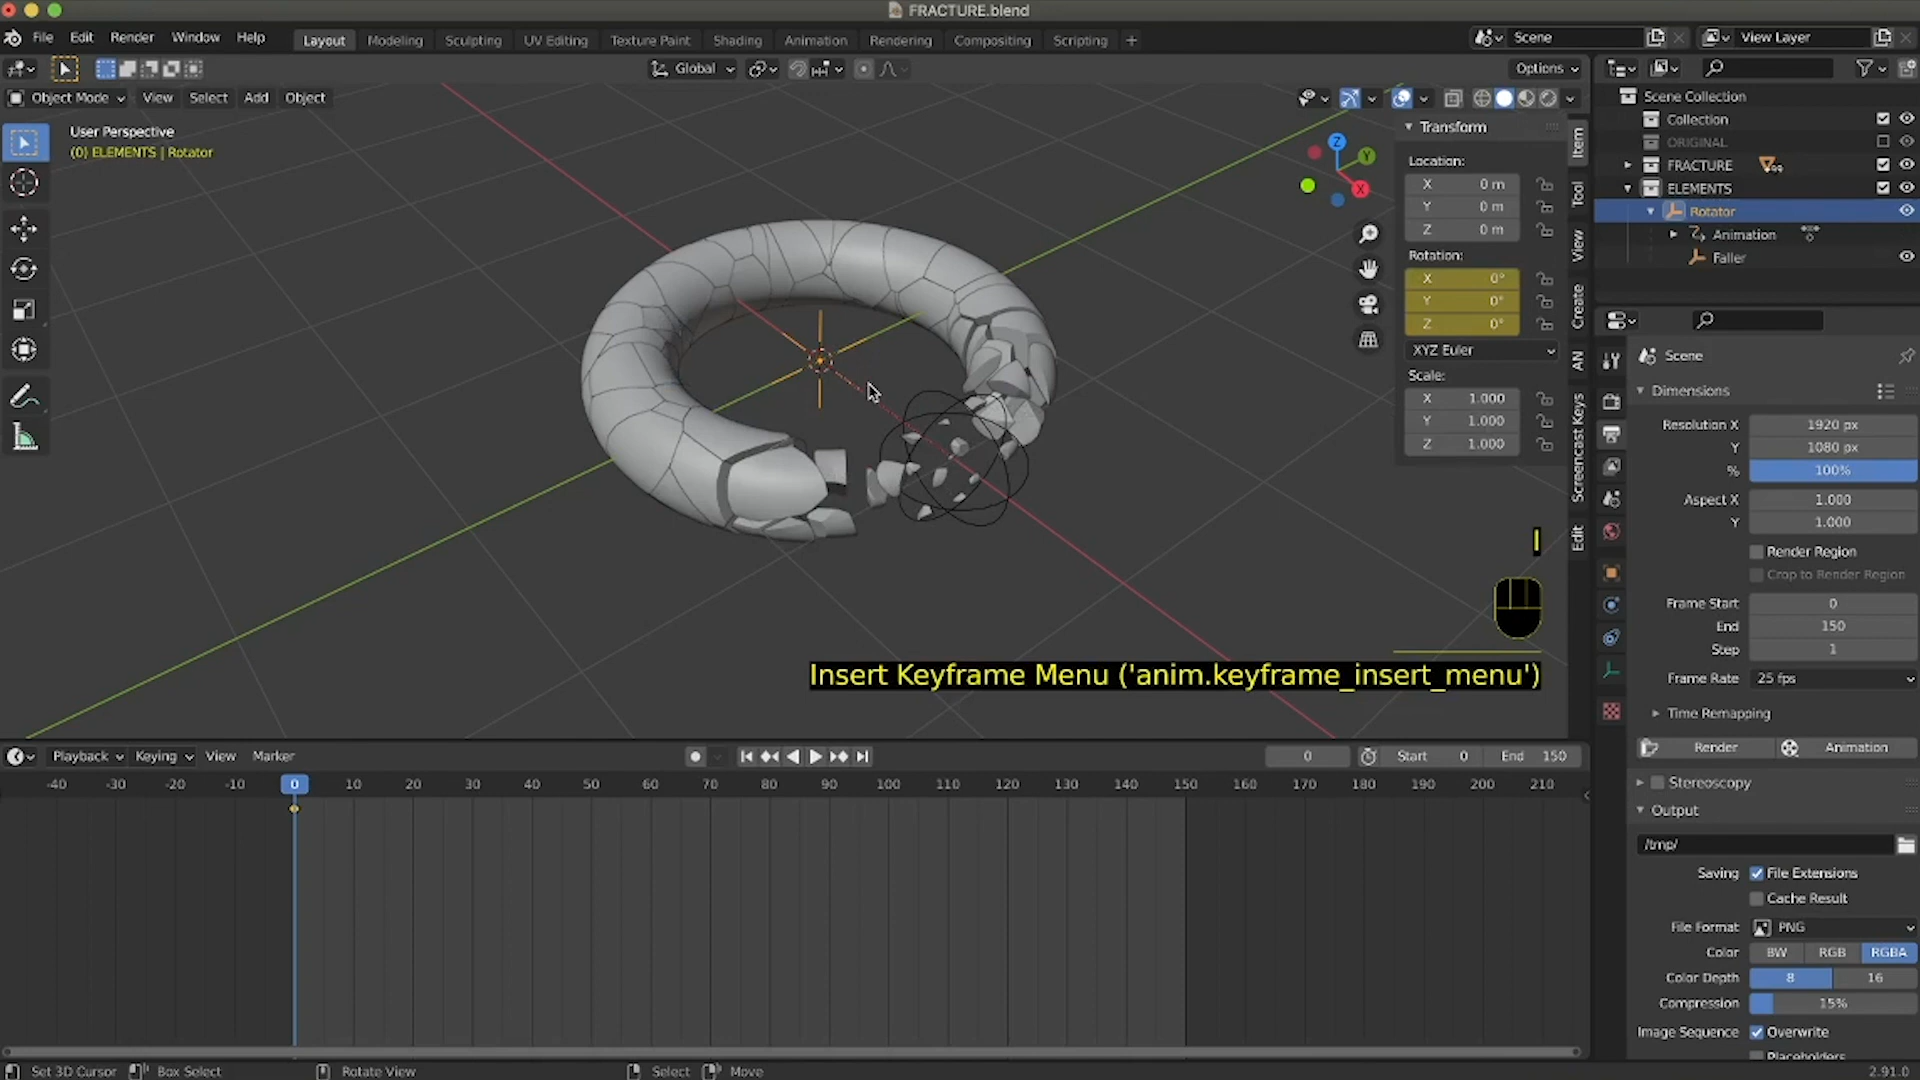 FRACTURE.blend
File Edit Render Window Help Layout Modeling Sculpting UV Editing Texture Paint Shading Animation Rendering Compositing Scripting + Scene View Layer
Global Options
Object Mode View Select Add Object
User Perspective
(0) ELEMENTS | Rotator
Z
Y
X
Transform
Location:
X 0 m
Y 0 m
Z 0 m
Rotation:
X 0°
Y 0°
Z 0°
XYZ Euler
Scale:
X 1.000
Y 1.000
Z 1.000
Item
Tool
View
Create
AN
Screencast Keys
Edit
I
Insert Keyframe Menu ('anim.keyframe_insert_menu')
Scene Collection
Collection
ORIGINAL
FRACTURE 99
ELEMENTS
Rotator
Animation
Faller
Scene
Dimensions
Resolution X 1920 px
Y 1080 px
% 100%
Aspect X 1.000
Y 1.000
Render Region
Crop to Render Region
Frame Start 0
End 150
Step 1
Frame Rate 25 fps
Time Remapping
Render Animation
Stereoscopy
Output
/tmp/
Saving File Extensions
Cache Result
File Format PNG
Color BW RGB RGBA
Color Depth 8 16
Compression 15%
Image Sequence Overwrite
Placeholders
Playback Keying View Marker 0 Start 0 End 150
-40 -30 -20 -10 0 10 20 30 40 50 60 70 80 90 100 110 120 130 140 150 160 170 180 190 200 210
Set 3D Cursor Box Select Rotate View Select Move 2.91.0